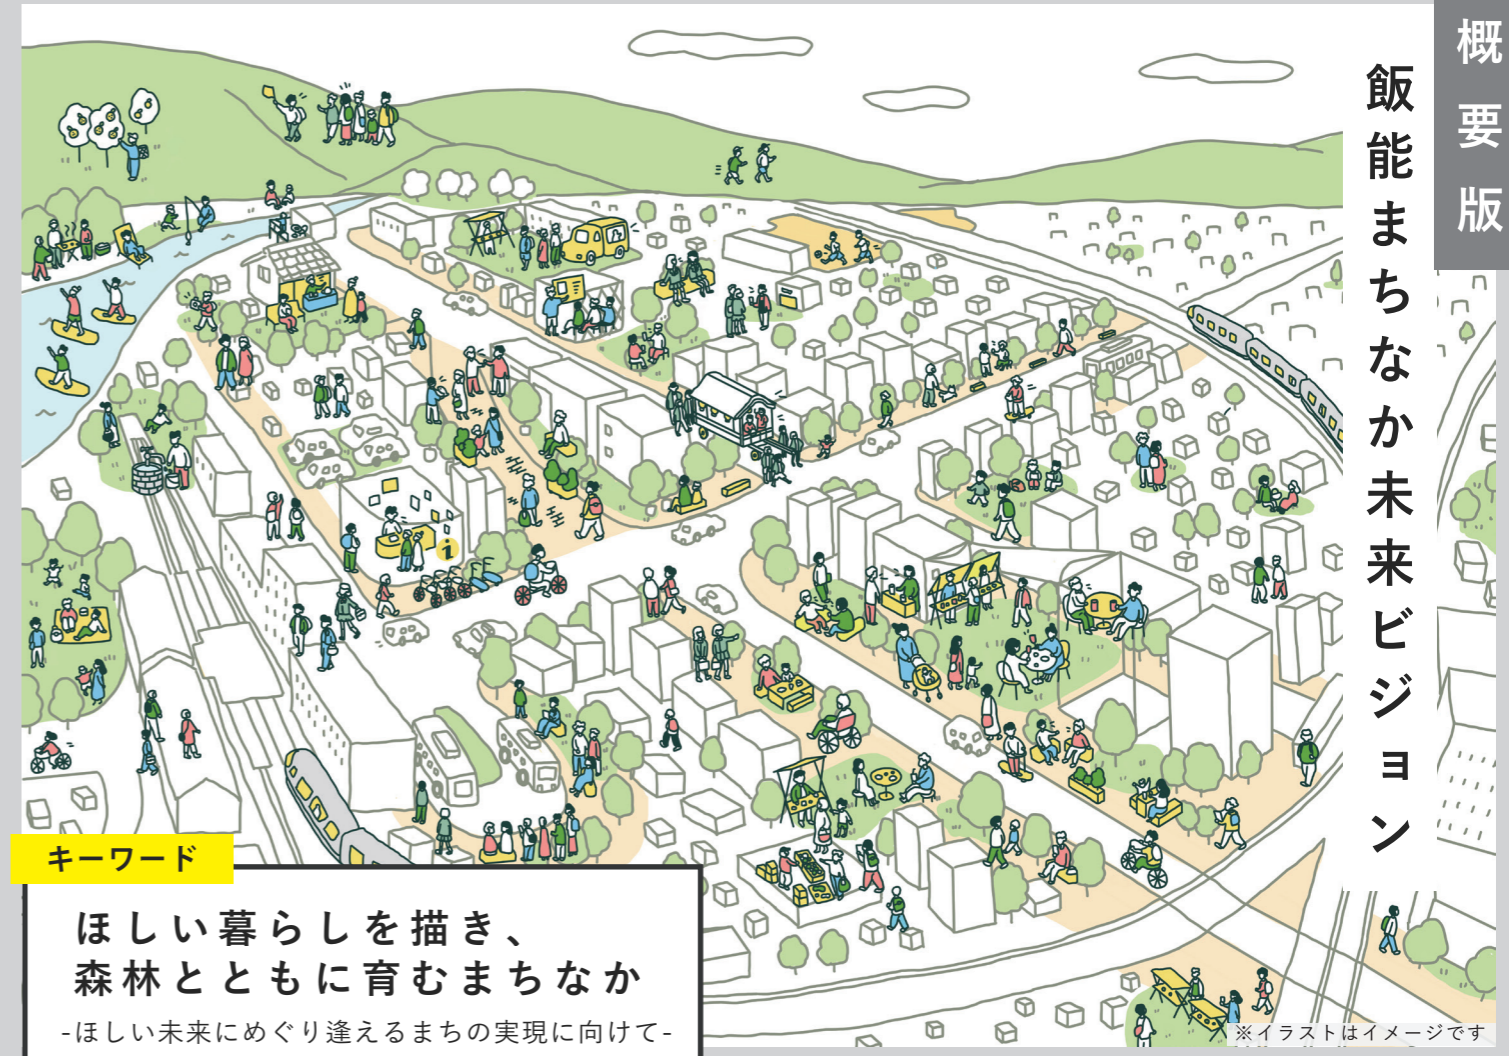 概要版
飯能まちなか未来ビジョン
i
キーワード
ほしい暮らしを描き、
森林とともに育むまちなか
-ほしい未来にめぐり逢えるまちの実現に向けて-
※イラストはイメージです